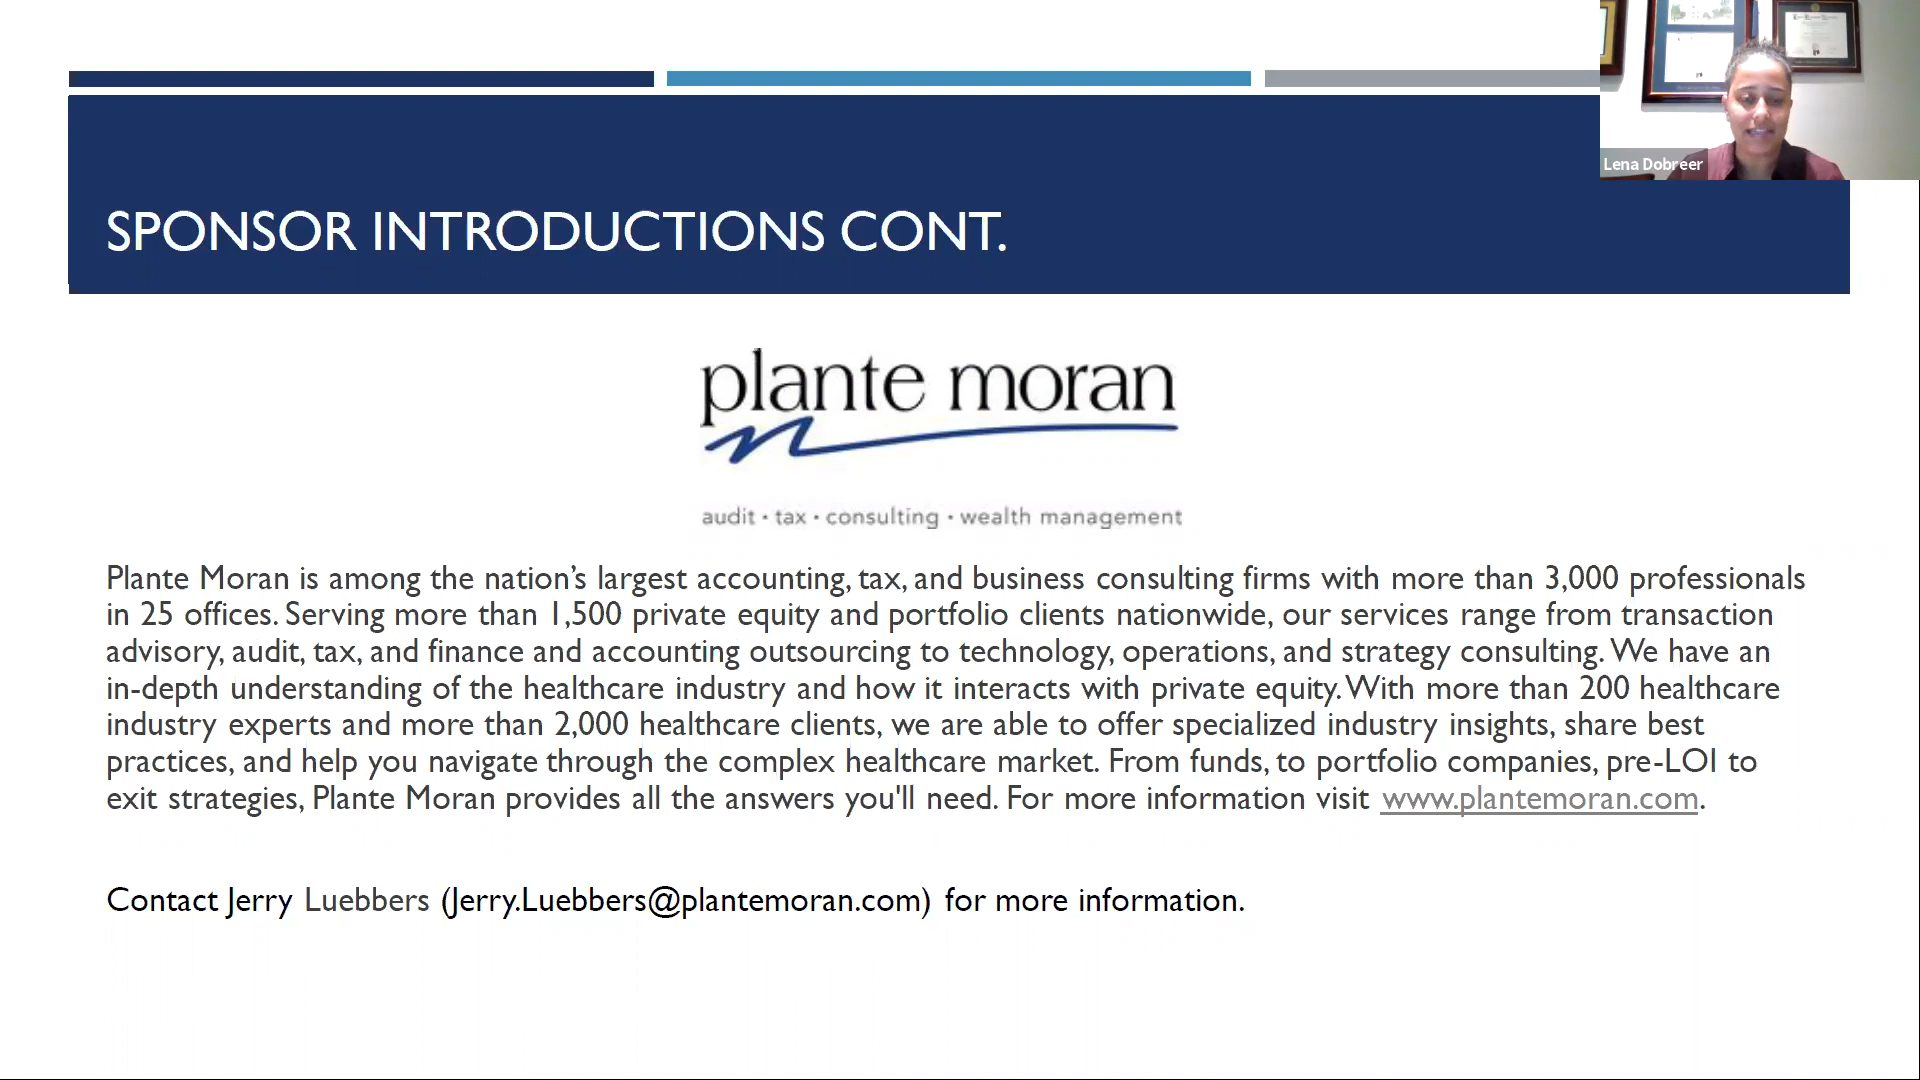 Lena Dobreer
SPONSOR INTRODUCTIONS CONT.
plante moran
audit · tax · consulting · wealth management
Plante Moran is among the nation’s largest accounting, tax, and business consulting firms with more than 3,000 professionals
in 25 offices. Serving more than 1,500 private equity and portfolio clients nationwide, our services range from transaction
advisory, audit, tax, and finance and accounting outsourcing to technology, operations, and strategy consulting. We have an
in-depth understanding of the healthcare industry and how it interacts with private equity. With more than 200 healthcare
industry experts and more than 2,000 healthcare clients, we are able to offer specialized industry insights, share best
practices, and help you navigate through the complex healthcare market. From funds, to portfolio companies, pre-LOI to
exit strategies, Plante Moran provides all the answers you'll need. For more information visit www.plantemoran.com.
Contact Jerry Luebbers (Jerry.Luebbers@plantemoran.com) for more information.